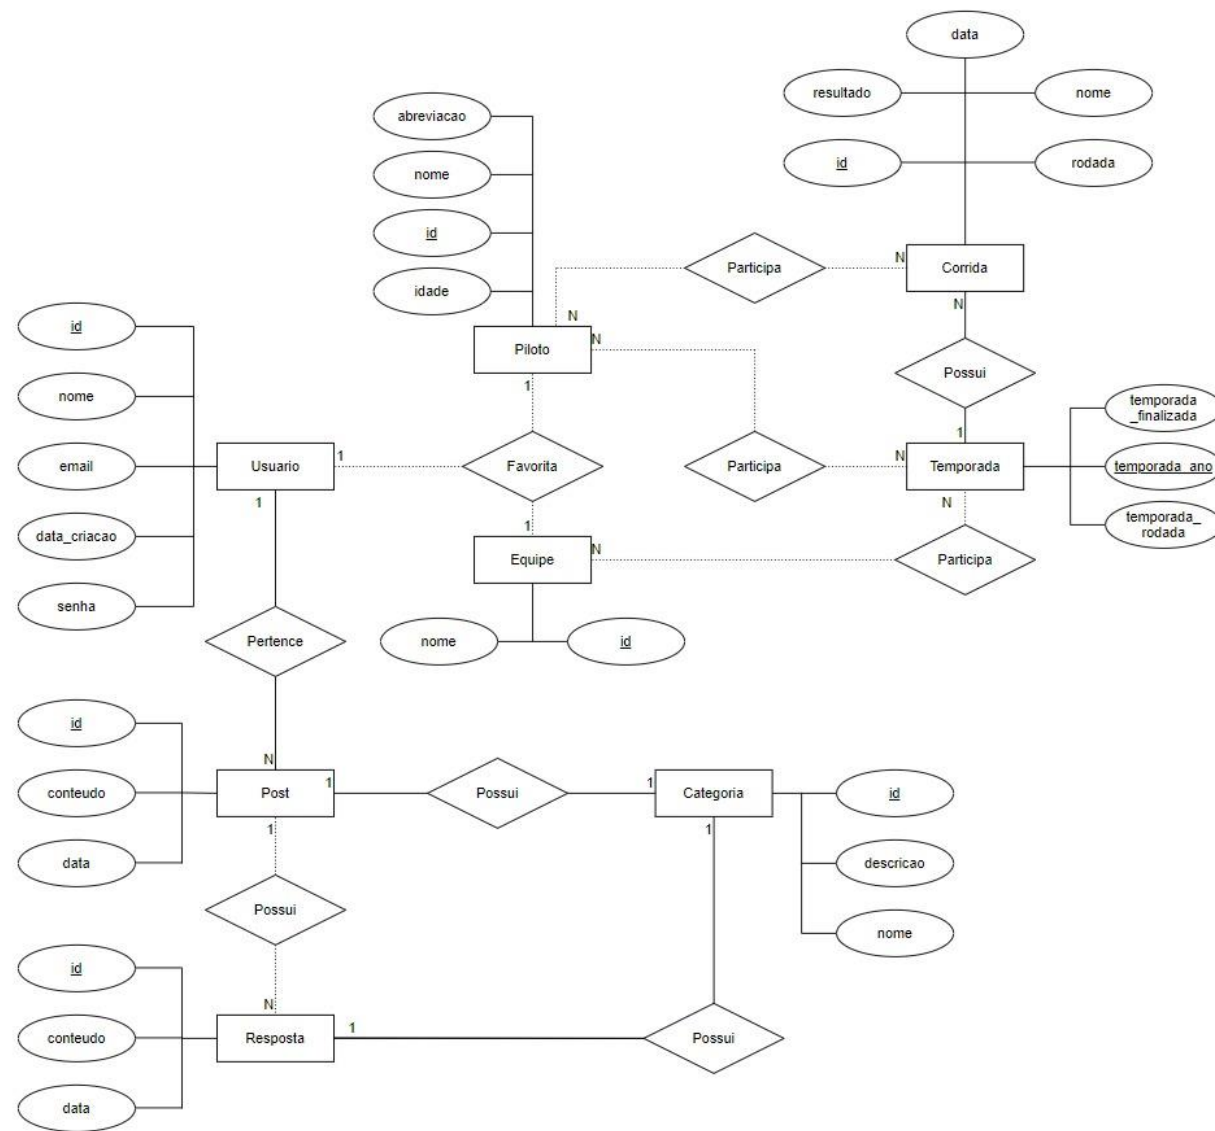 data
resultado
nome
id
rodada
abreviacao
nome
id
idade
Participa
N
N
Corrida
N
Piloto
N
N
1
Possui
1
Participa
N
Temporada
N
temporada
_finalizada
temporada_ano
temporada_
rodada
id
nome
email
data_criacao
senha
Usuario
1
1
Favorita
1
Equipe
N
Participa
nome
id
Pertence
N
id
conteudo
data
Post
1
1
Possui
1
Categoria
1
id
descricao
nome
Possui
N
id
conteudo
data
Resposta
1
Possui